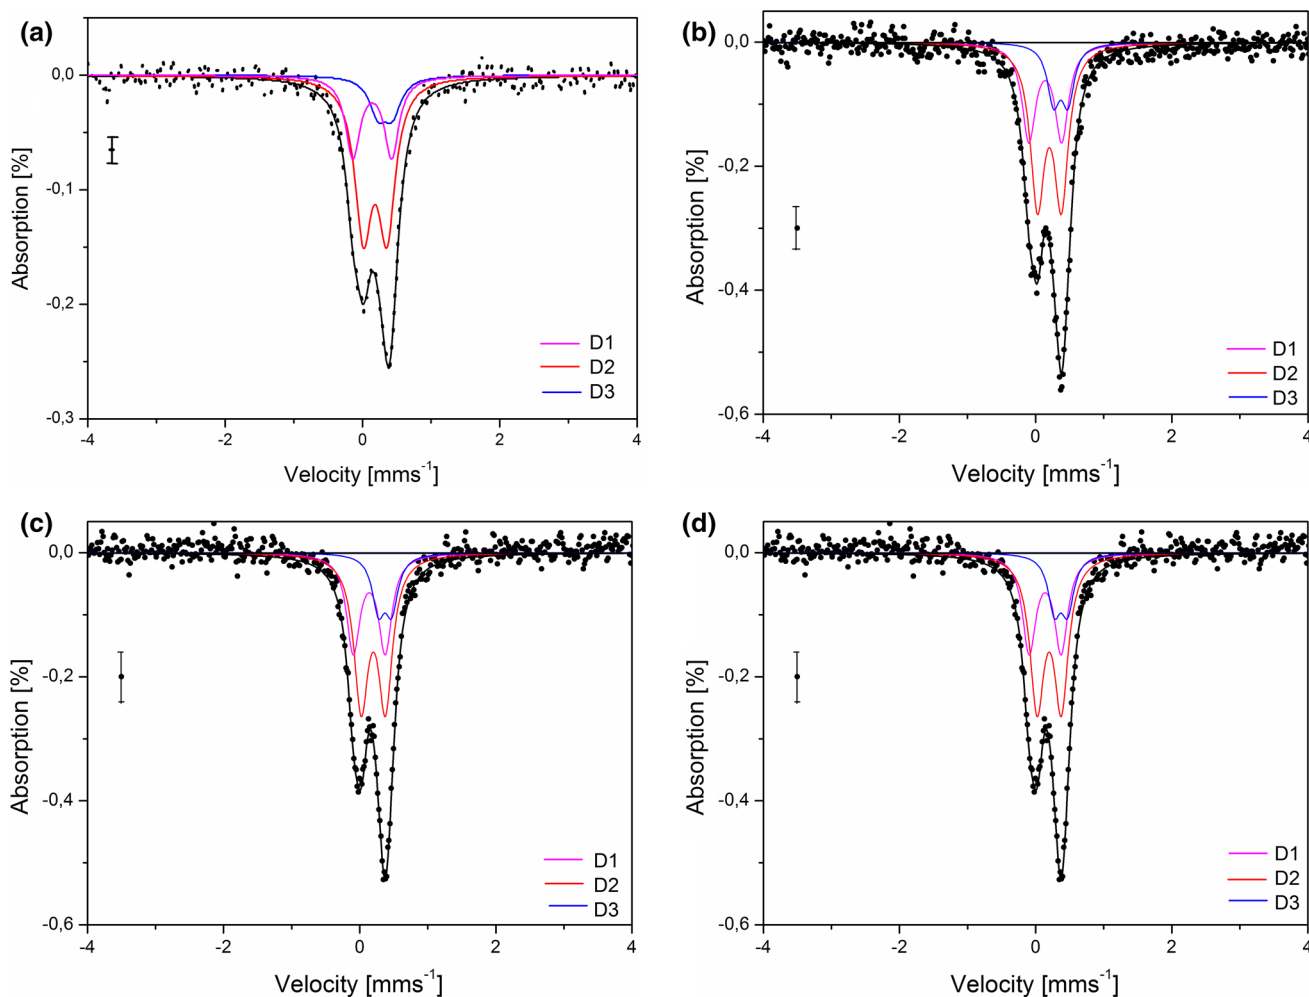 (a)
0,0
-0,1
-0,2
-0,3
Absorption [%]
-4 -2 0 2 4
Velocity [mms-1]
D1
D2
D3
(b)
0,0
-0,2
-0,4
-0,6
Absorption [%]
-4 -2 0 2 4
Velocity [mms-1]
D1
D2
D3
(c)
0,0
-0,2
-0,4
-0,6
Absorption [%]
-4 -2 0 2 4
Velocity [mms-1]
D1
D2
D3
(d)
0,0
-0,2
-0,4
-0,6
Absorption [%]
-4 -2 0 2 4
Velocity [mms-1]
D1
D2
D3